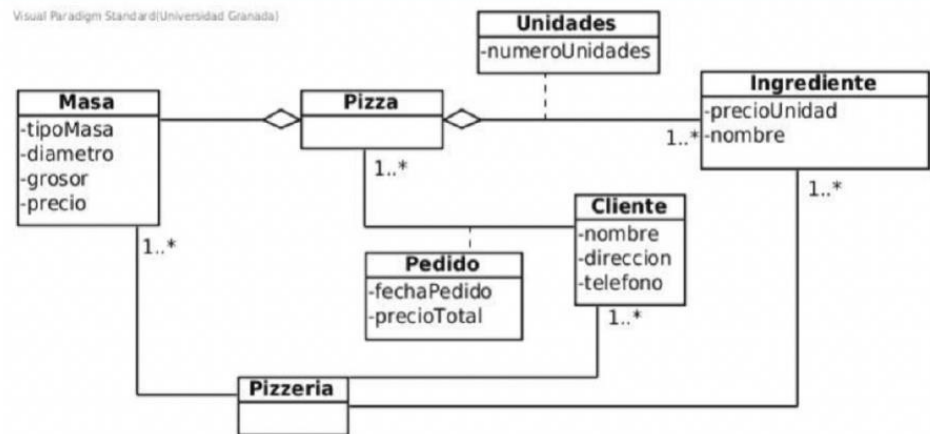 Visual Paradigm Standard(Universidad Granada)
Unidades
-numeroUnidades
Masa
-tipoMasa
-diametro
-grosor
-precio
Pizza
Ingrediente
-precioUnidad
-nombre
1..*
1..*
1..*
1..*
Cliente
-nombre
-direccion
-telefono
Pedido
-fechaPedido
-precioTotal
1..*
Pizzeria